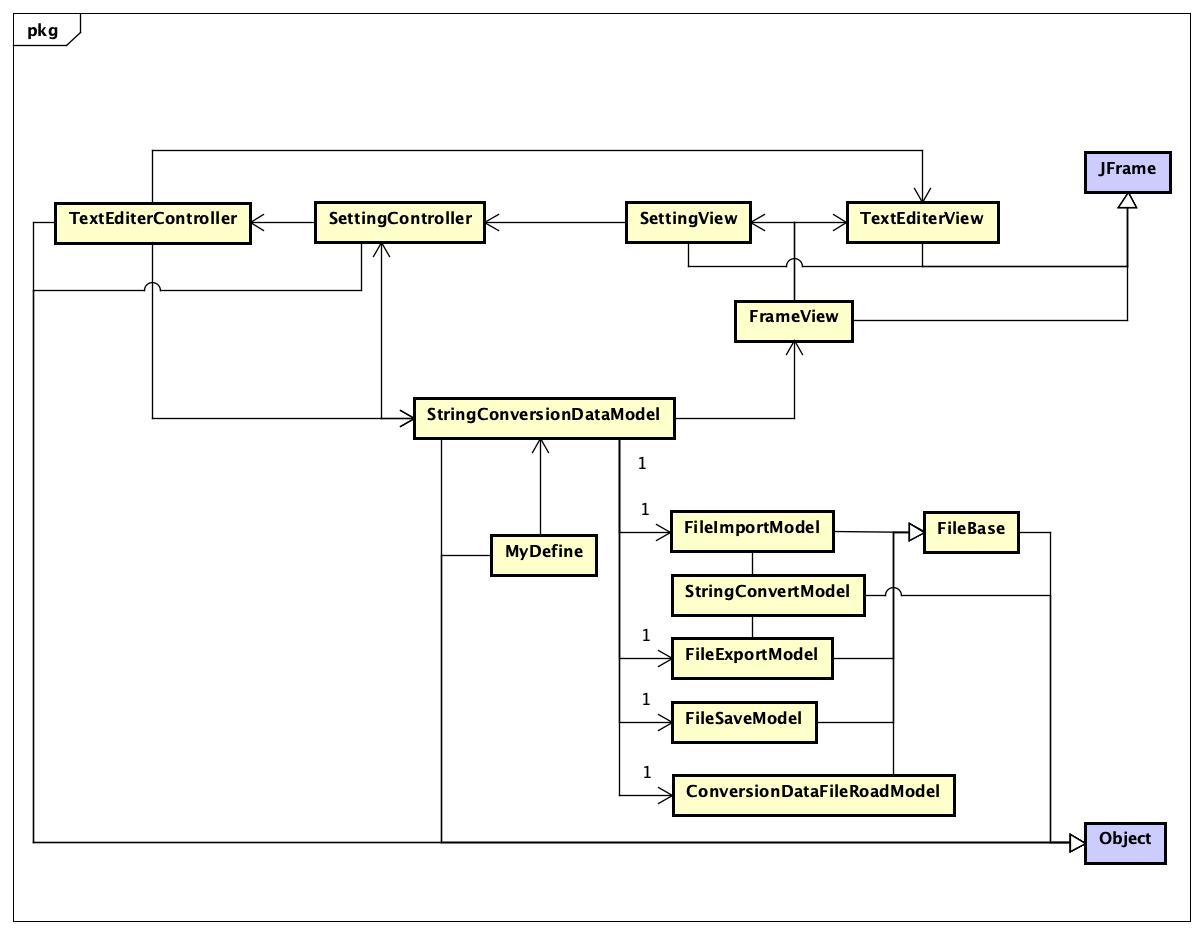 pkg
JFrame
TextEditerController
SettingController
SettingView
TextEditerView
FrameView
StringConversionDataModel
1
1
FileImportModel
FileBase
MyDefine
StringConvertModel
1
FileExportModel
1
FileSaveModel
1
ConversionDataFileRoadModel
Object